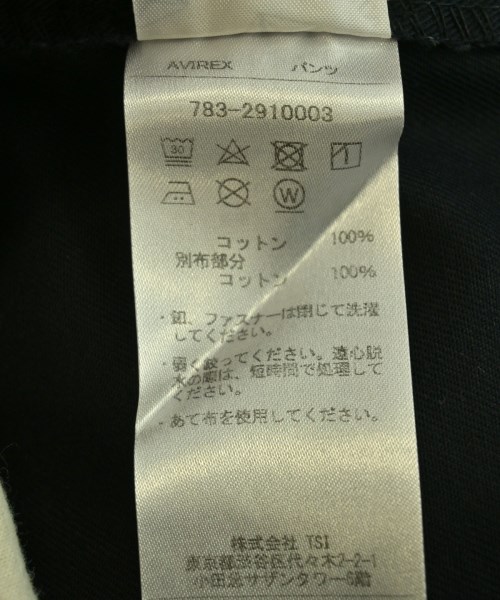 AVIREX パンツ
783-2910003
30
W
コットン 100%
別布部分
コットン 100%
・釦、ファスナーは閉じて洗濯
してください。
・弱く絞ってください。遠心脱
水の際は、短時間で処理して
ください。
・あて布を使用してください。
株式会社 TSI
東京都渋谷区代々木2-2-1
小田急サザンタワー6階